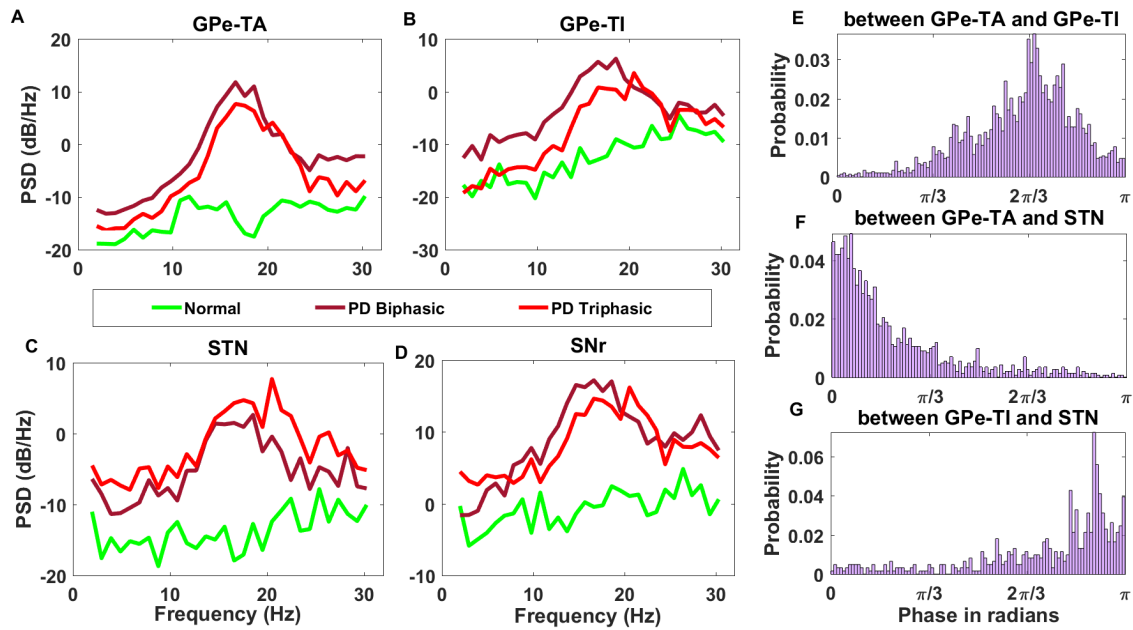 A
GPe-TA
PSD (dB/Hz)
20
10
0
-10
-20
0
10
20
30
B
GPe-TI
10
0
-10
-20
-30
0
10
20
30
Normal
PD Biphasic
PD Triphasic
C
STN
PSD (dB/Hz)
10
0
-10
-20
0
10
20
30
Frequency (Hz)
D
SNr
20
10
0
-10
0
10
20
30
Frequency (Hz)
E
between GPe-TA and GPe-TI
Probability
0.03
0.02
0.01
0
0
π/3
2π/3
π
F
between GPe-TA and STN
Probability
0.04
0.02
0
0
π/3
2π/3
π
G
between GPe-TI and STN
Probability
0.06
0.04
0.02
0
0
π/3
2π/3
π
Phase in radians